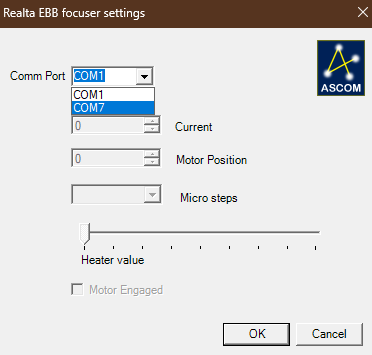 Realta EBB focuser settings
Comm Port COM1
COM1
COM7
ASCOM
0 Current
0 Motor Position
Micro steps
Heater value
Motor Engaged
OK Cancel